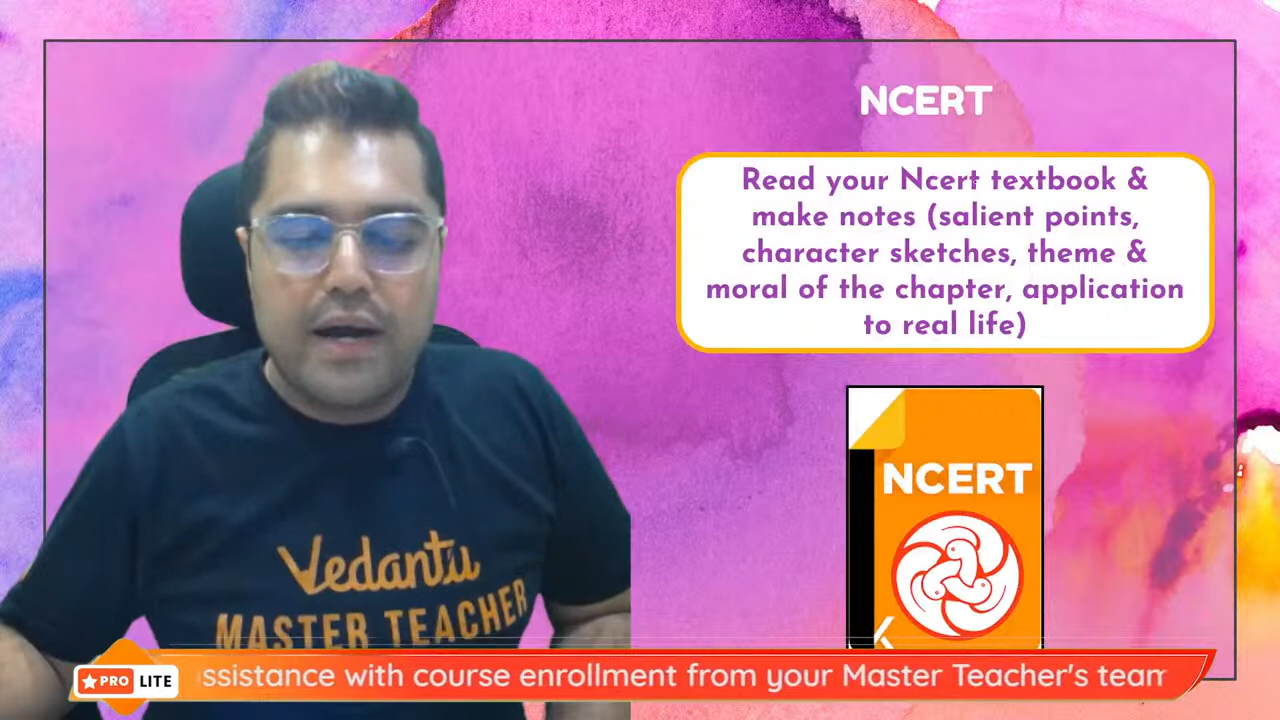 NCERT
Read your Ncert textbook &
make notes (salient points,
character sketches, theme &
moral of the chapter, application
to real life)
NCERT
Vedantu
MASTER TEACHER
PRO LITE
ssistance with course enrollment from your Master Teacher's team